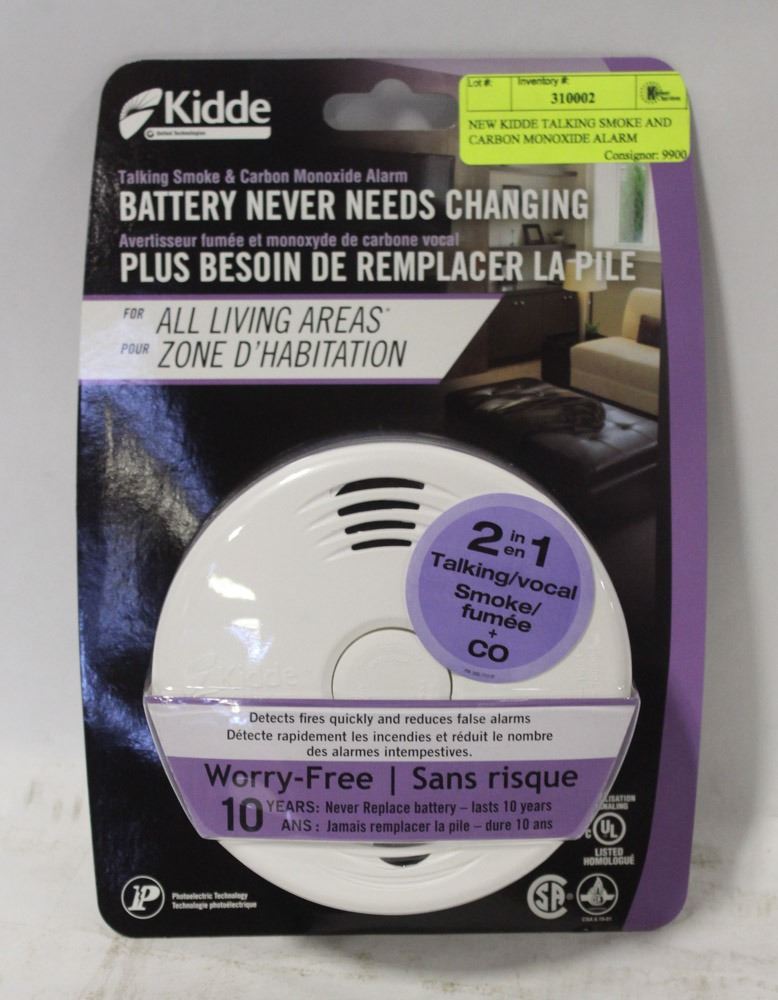 Kidde
United Technologies
Lot #:
Inventory #:
310002
NEW KIDDE TALKING SMOKE AND
CARBON MONOXIDE ALARM
Consignor: 9900
Talking Smoke & Carbon Monoxide Alarm
BATTERY NEVER NEEDS CHANGING
Avertisseur fumée et monoxyde de carbone vocal
PLUS BESOIN DE REMPLACER LA PILE
FOR ALL LIVING AREAS*
POUR ZONE D'HABITATION
2 in en 1
Talking/vocal
Smoke/
fumée
+
CO
Kidde
Detects fires quickly and reduces false alarms
Détecte rapidement les incendies et réduit le nombre
des alarmes intempestives.
Worry-Free | Sans risque
10 YEARS: Never Replace battery – lasts 10 years
ANS : Jamais remplacer la pile – dure 10 ans
C UL
LISTED
HOMOLOGUÉ
P
Photoelectric Technology
Technologie photoélectrique
SA